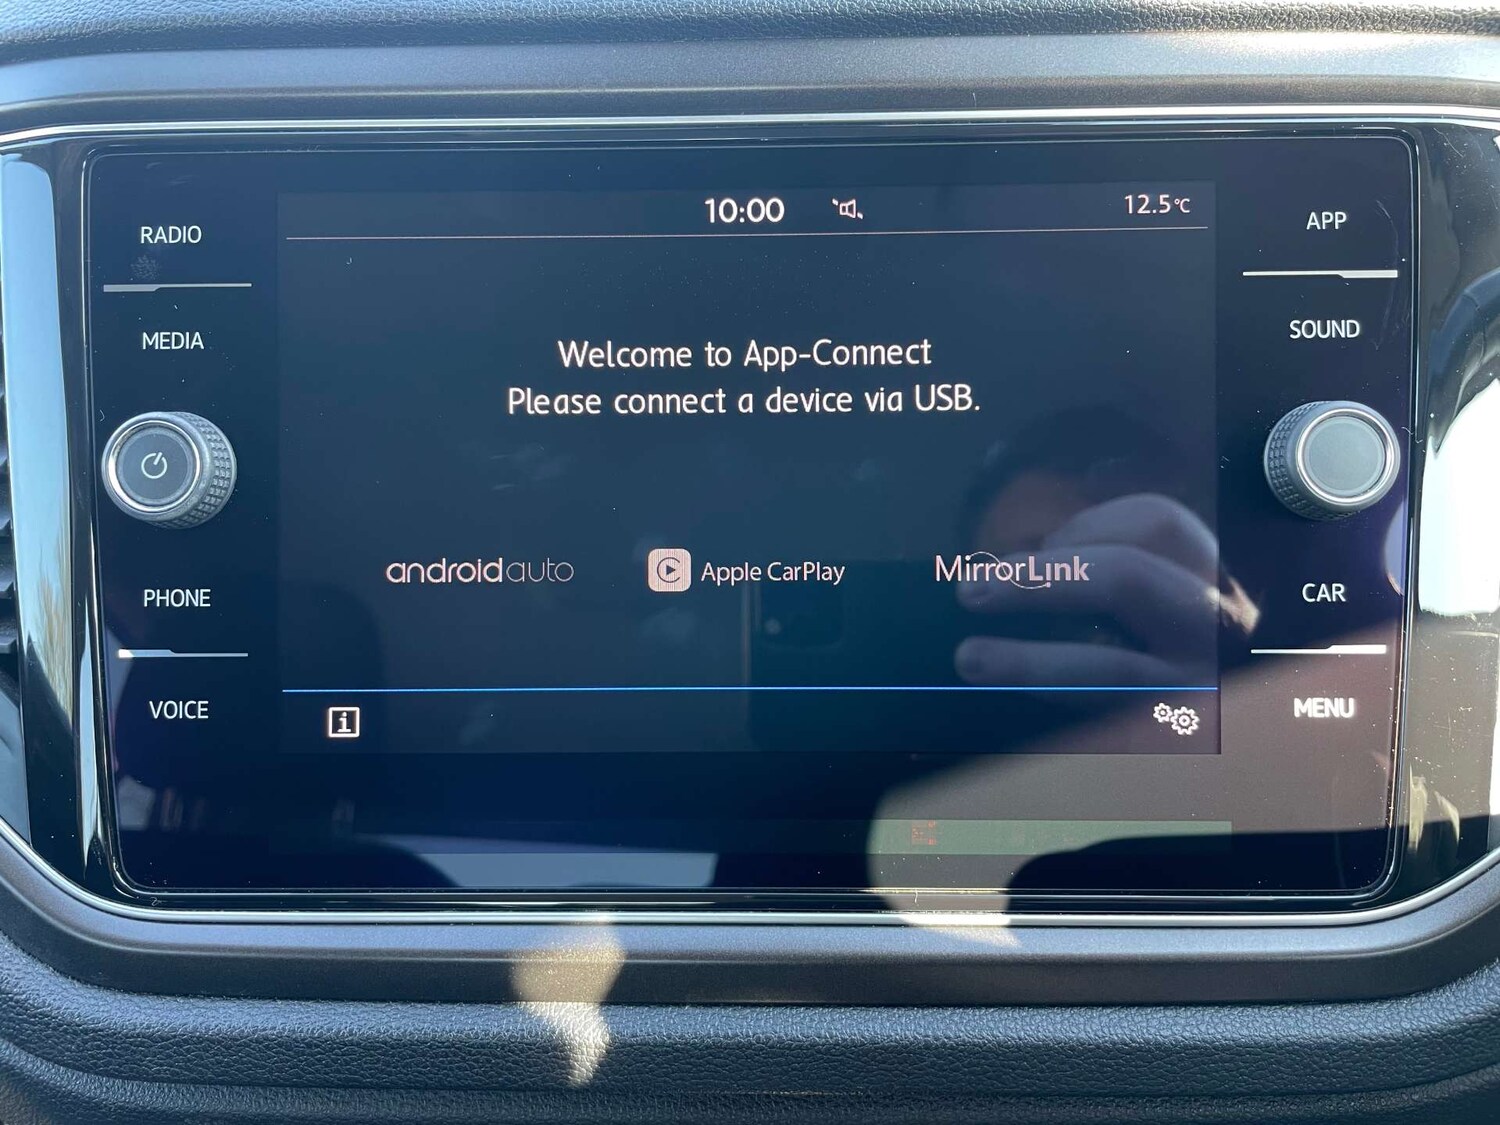 10:00
12.5°C
RADIO
APP
MEDIA
SOUND
Welcome to App-Connect
Please connect a device via USB.
androidauto
Apple CarPlay
MirrorLink
PHONE
CAR
VOICE
i
MENU